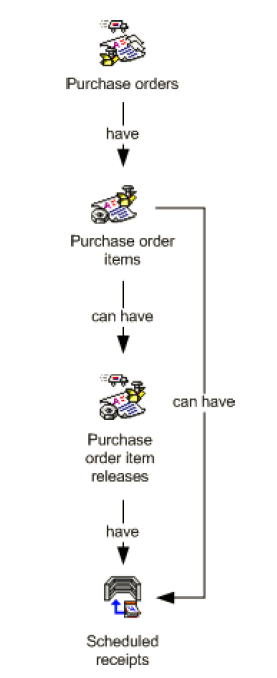 Purchase orders
have
Purchase order
items
can have
can have
Purchase
order item
releases
have
Scheduled
receipts